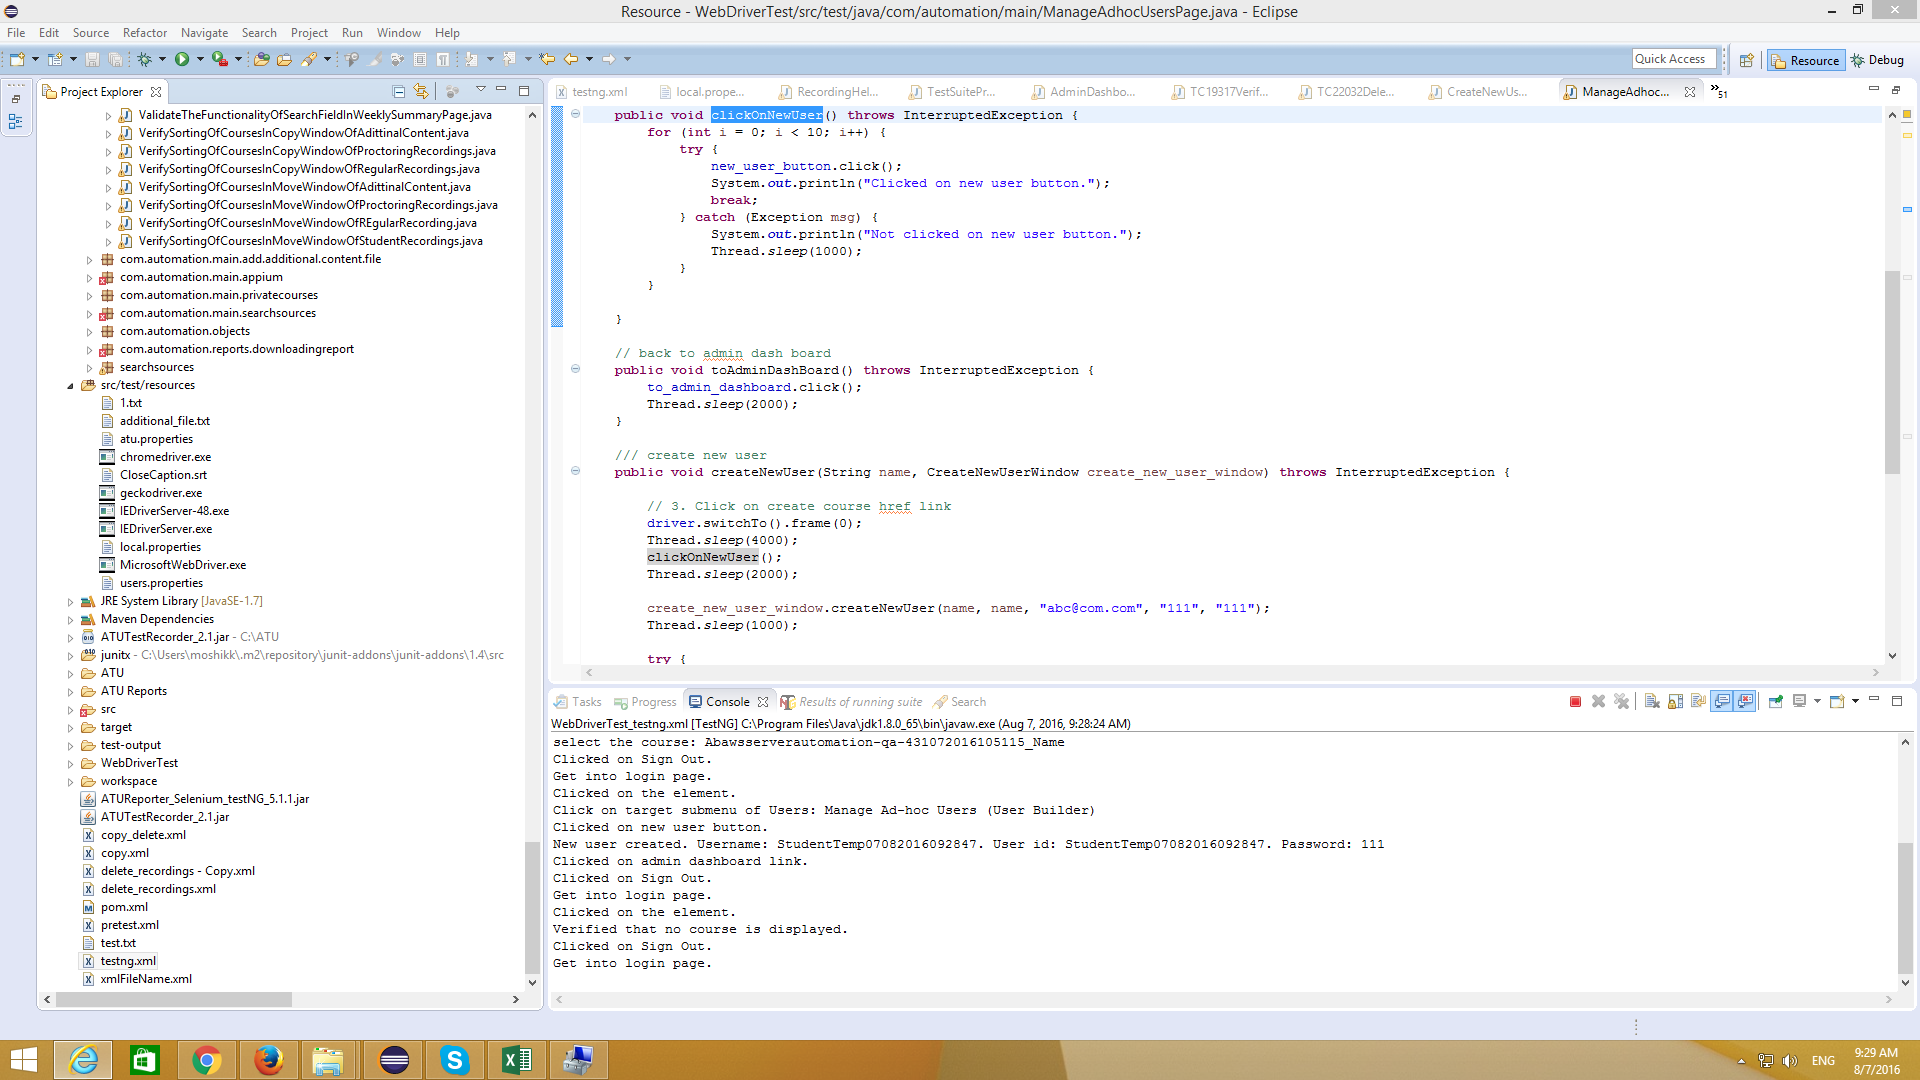 Resource - WebDriverTest/src/test/java/com/automation/main/ManageAdhocUsersPage.java - Eclipse
File Edit Source Refactor Navigate Search Project Run Window Help
Quick Access
Resource
Debug
Project Explorer
ValidateTheFunctionalityOfSearchFieldInWeeklySummaryPage.java
VerifySortingOfCoursesInCopyWindowOfAdittinalContent.java
VerifySortingOfCoursesInCopyWindowOfProctoringRecordings.java
VerifySortingOfCoursesInCopyWindowOfRegularRecordings.java
VerifySortingOfCoursesInMoveWindowOfAdittinalContent.java
VerifySortingOfCoursesInMoveWindowOfProctoringRecordings.java
VerifySortingOfCoursesInMoveWindowOfREgularRecording.java
VerifySortingOfCoursesInMoveWindowOfStudentRecordings.java
com.automation.main.add.additional.content.file
com.automation.main.appium
com.automation.main.privatecourses
com.automation.main.searchsources
com.automation.objects
com.automation.reports.downloadingreport
searchsources
src/test/resources
1.txt
additional_file.txt
atu.properties
chromedriver.exe
CloseCaption.srt
geckodriver.exe
IEDriverServer-48.exe
IEDriverServer.exe
local.properties
MicrosoftWebDriver.exe
users.properties
JRE System Library [JavaSE-1.7]
Maven Dependencies
ATUTestRecorder_2.1.jar - C:\ATU
junitx - C:\Users\moshikk\.m2\repository\junit-addons\junit-addons\1.4\src
ATU
ATU Reports
src
target
test-output
WebDriverTest
workspace
ATUReporter_Selenium_testNG_5.1.1.jar
ATUTestRecorder_2.1.jar
copy_delete.xml
copy.xml
delete_recordings - Copy.xml
delete_recordings.xml
pom.xml
pretest.xml
test.txt
testng.xml
xmlFileName.xml
testng.xml local.prope... RecordingHel... TestSuitePr... AdminDashbo... TC19317Verif... TC22032Dele... CreateNewUs... ManageAdhoc... »51
public void clickOnNewUser() throws InterruptedException {
for (int i = 0; i < 10; i++) {
try {
new_user_button.click();
System.out.println("Clicked on new user button.");
break;
} catch (Exception msg) {
System.out.println("Not clicked on new user button.");
Thread.sleep(1000);
}
}
}
// back to admin dash board
public void toAdminDashBoard() throws InterruptedException {
to_admin_dashboard.click();
Thread.sleep(2000);
}
/// create new user
public void createNewUser(String name, CreateNewUserWindow create_new_user_window) throws InterruptedException {
// 3. Click on create course href link
driver.switchTo().frame(0);
Thread.sleep(4000);
clickOnNewUser();
Thread.sleep(2000);
create_new_user_window.createNewUser(name, name, "abc@com.com", "111", "111");
Thread.sleep(1000);
try {
Tasks Progress Console Results of running suite Search
WebDriverTest_testng.xml [TestNG] C:\Program Files\Java\jdk1.8.0_65\bin\javaw.exe (Aug 7, 2016, 9:28:24 AM)
select the course: Abawsserverautomation-qa-431072016105115_Name
Clicked on Sign Out.
Get into login page.
Clicked on the element.
Click on target submenu of Users: Manage Ad-hoc Users (User Builder)
Clicked on new user button.
New user created. Username: StudentTemp07082016092847. User id: StudentTemp07082016092847. Password: 111
Clicked on admin dashboard link.
Clicked on Sign Out.
Get into login page.
Clicked on the element.
Verified that no course is displayed.
Clicked on Sign Out.
Get into login page.
ENG
9:29 AM
8/7/2016